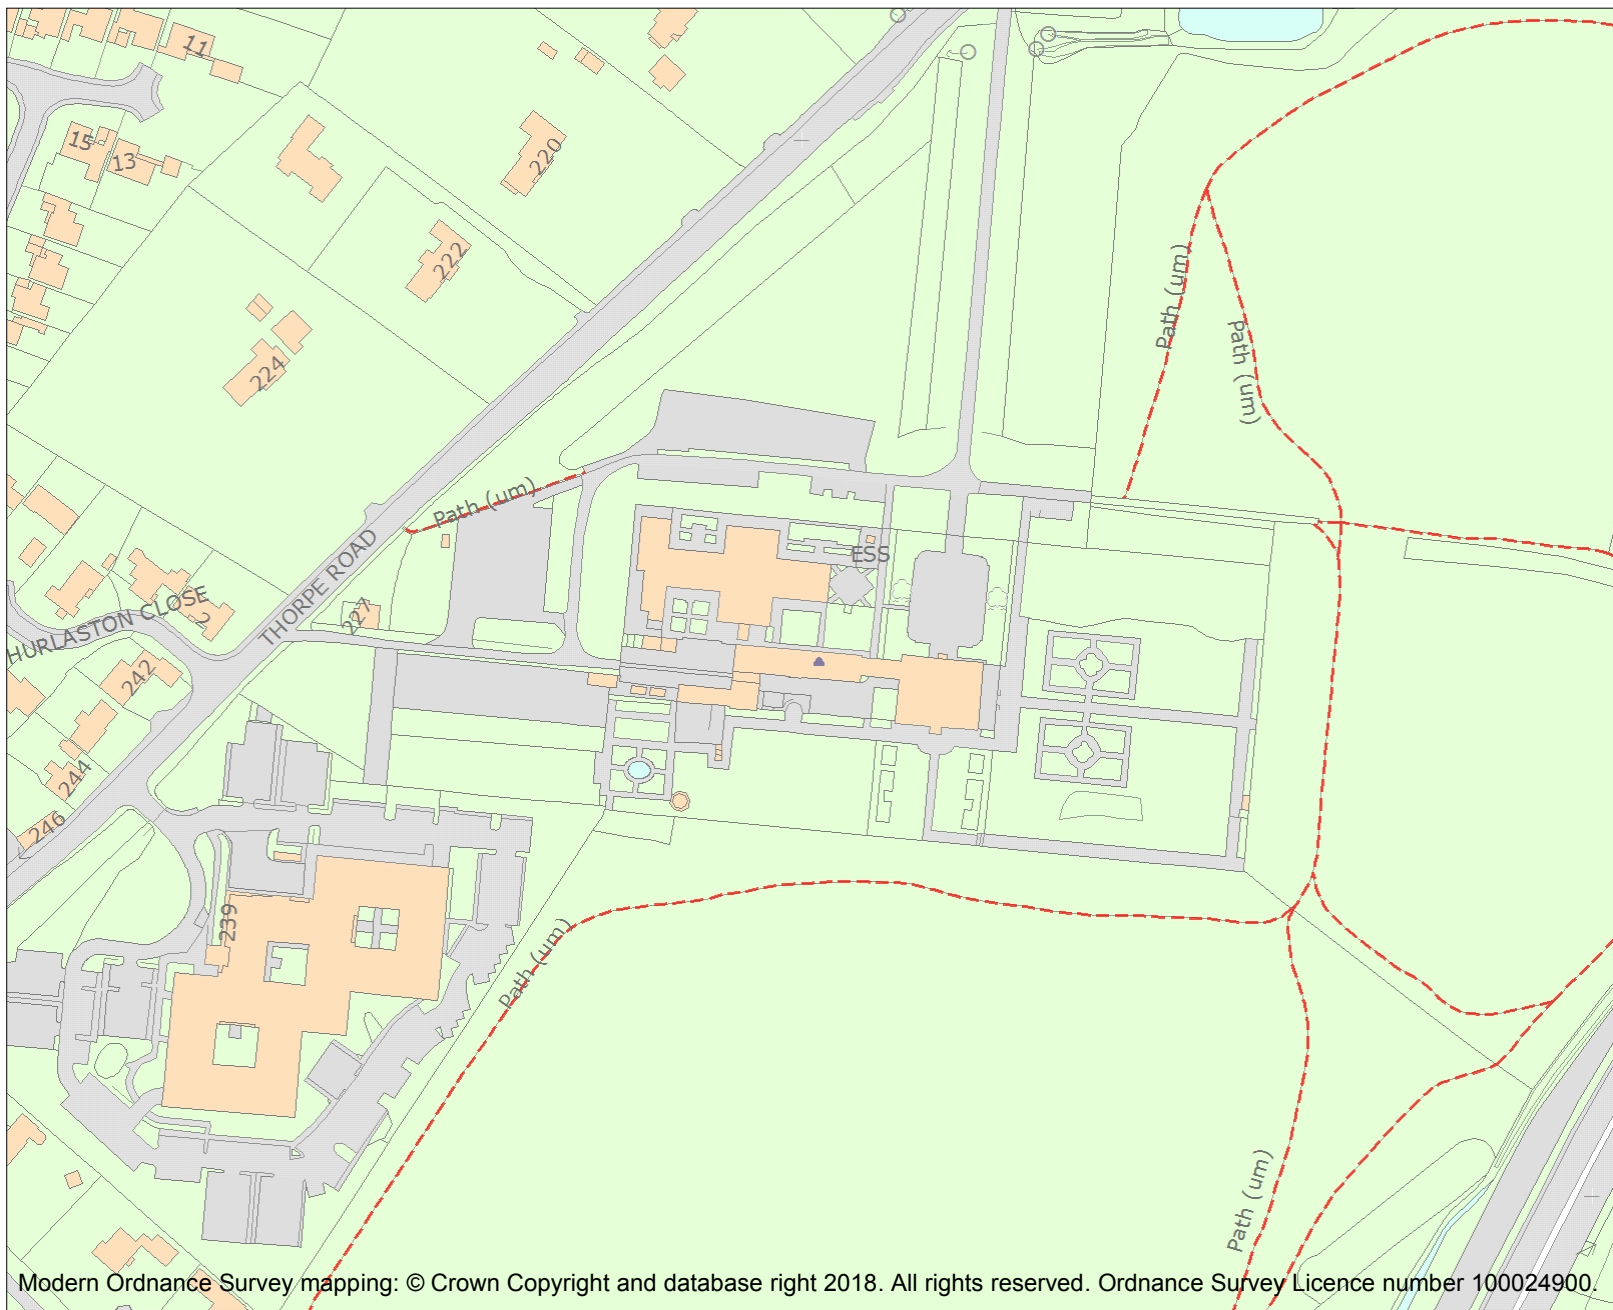 11
15
13
220
222
224
Path (um)
Path (um)
Path (um)
THORPE ROAD
ESS
HURLASTON CLOSE
2
227
242
244
246
239
Path (um)
Path (um)
Modern Ordnance Survey mapping: © Crown Copyright and database right 2018. All rights reserved. Ordnance Survey Licence number 100024900.